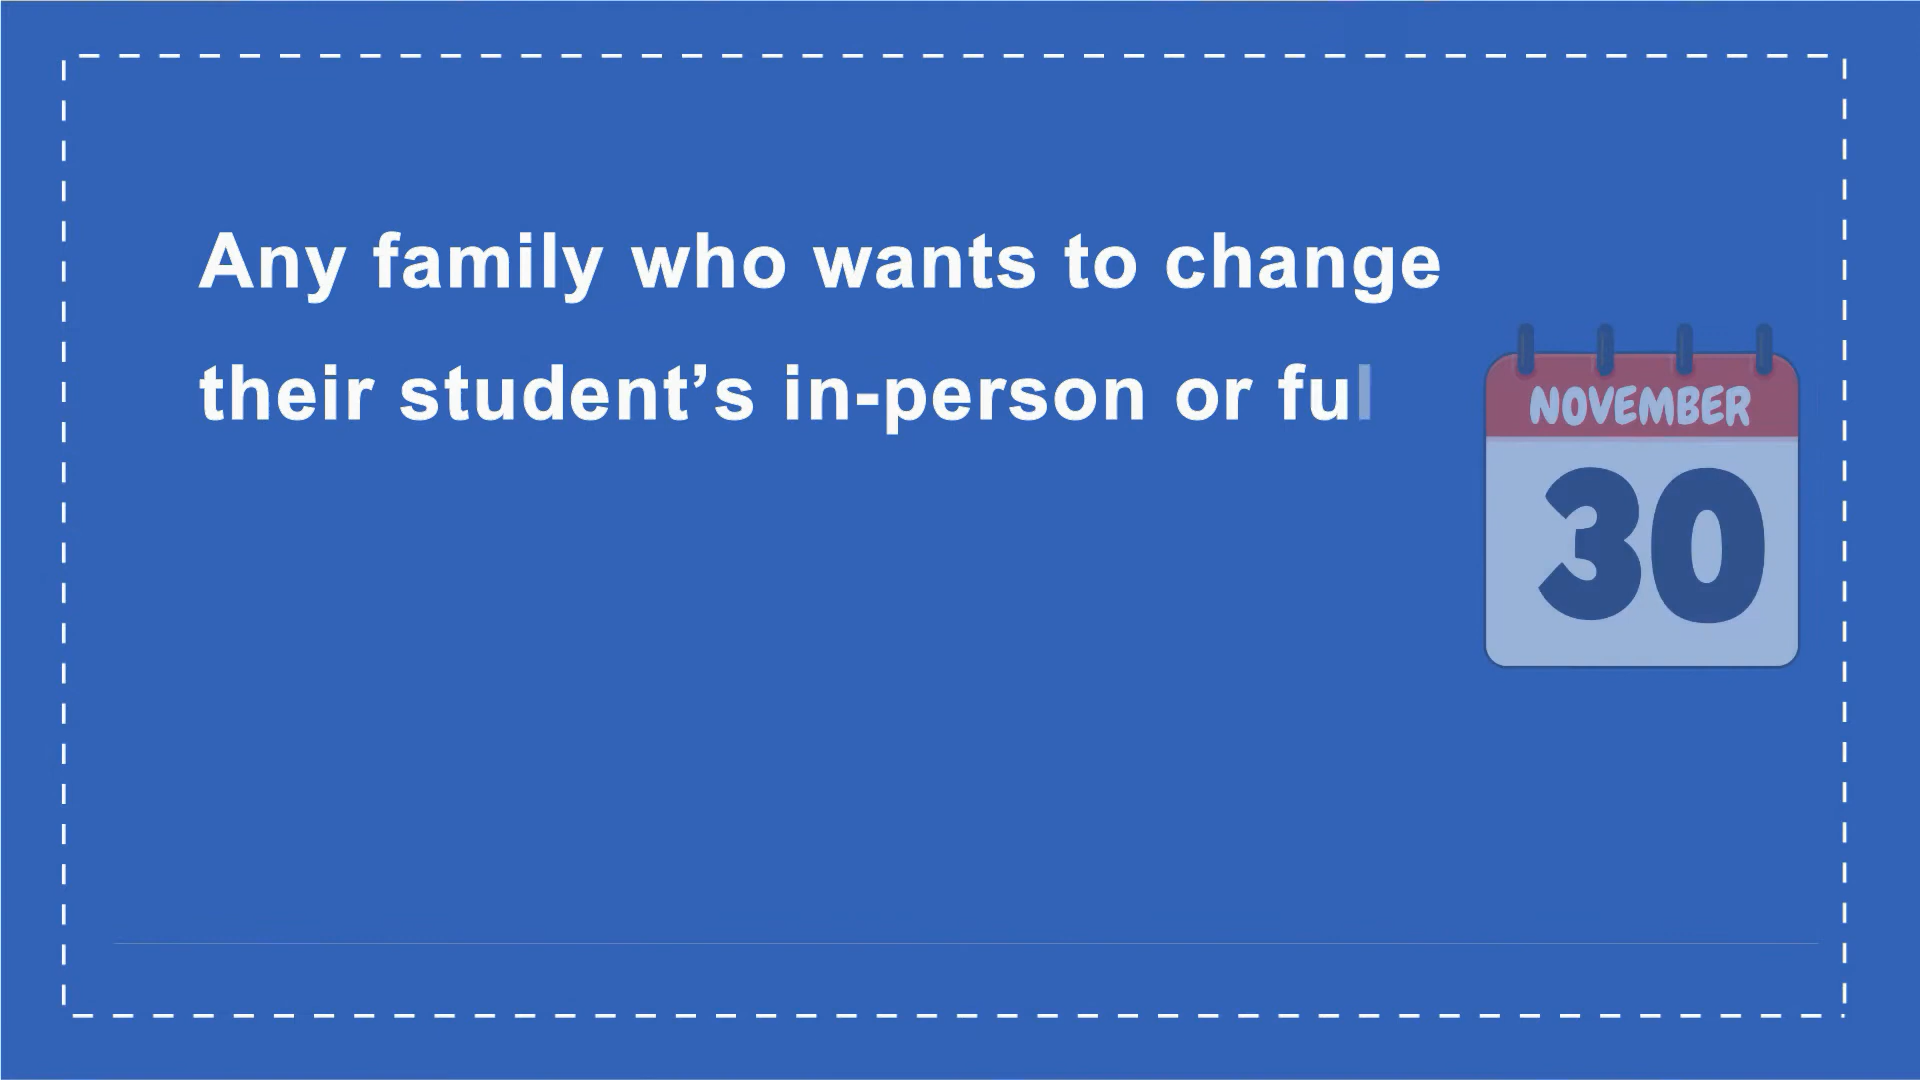 Any family who wants to change
their student’s in-person or ful
NOVEMBER
30